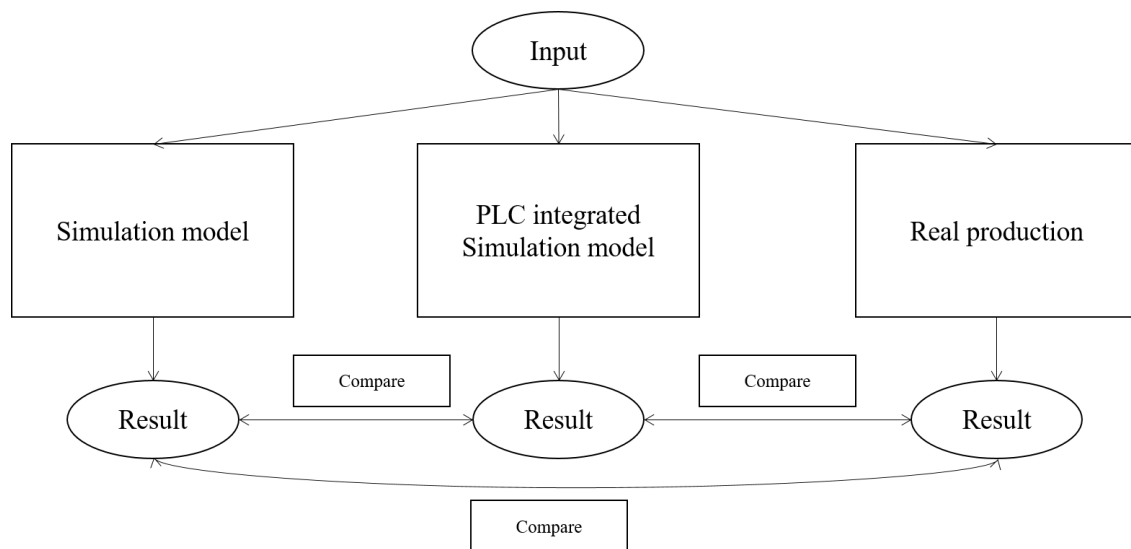 Input
Simulation model
PLC integrated
Simulation model
Real production
Compare
Compare
Result
Result
Result
Compare